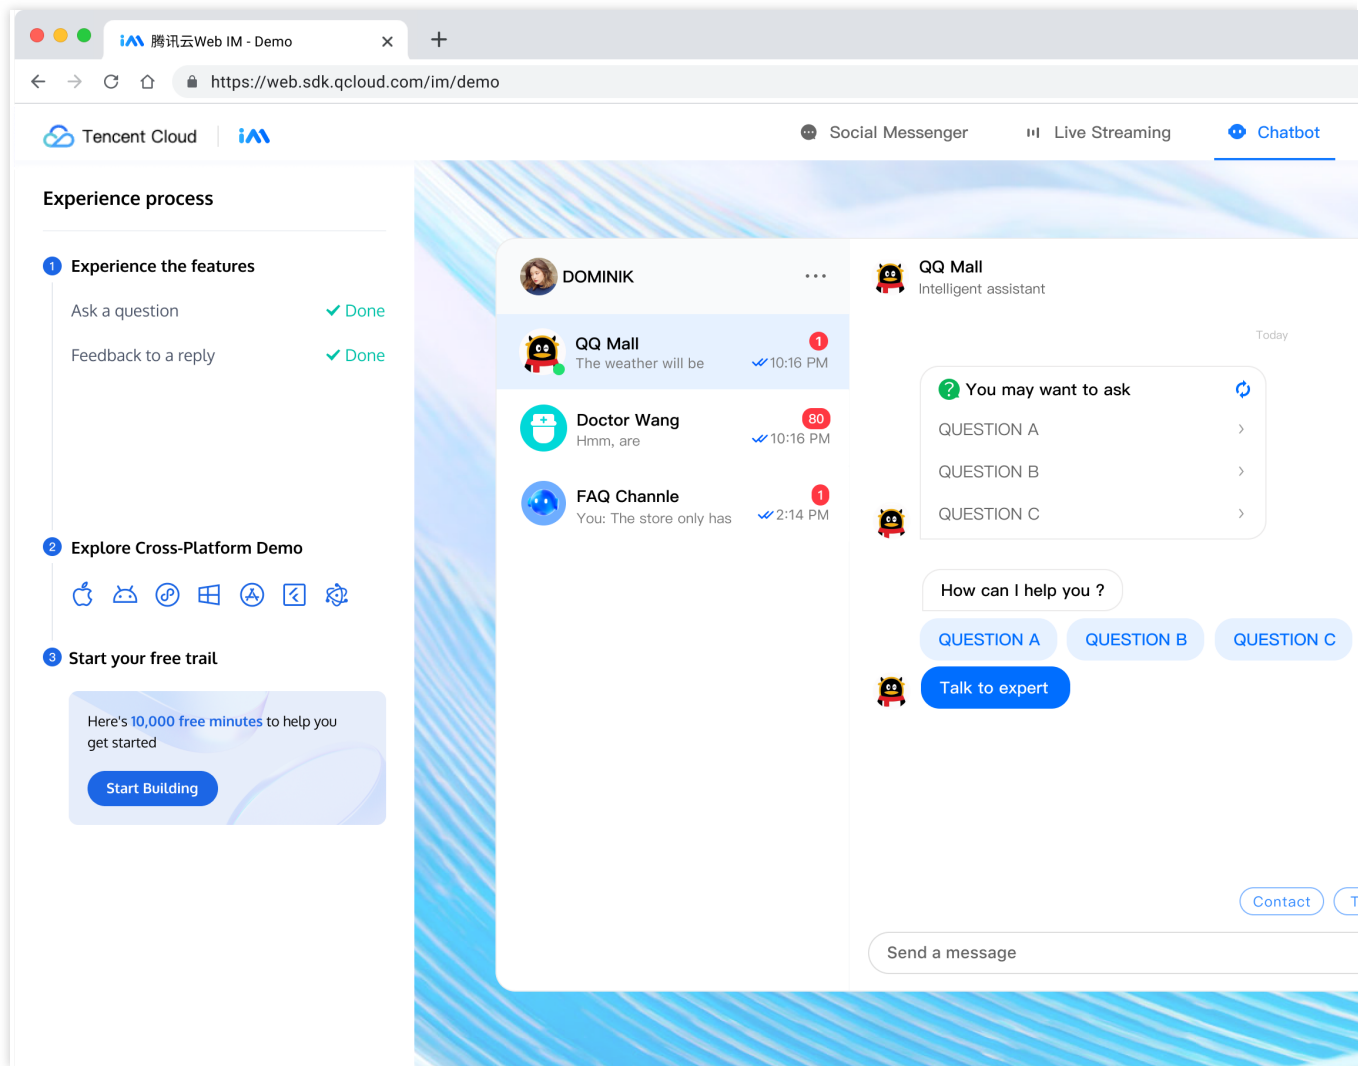 腾讯云Web IM - Demo
https://web.sdk.qcloud.com/im/demo
Tencent Cloud
iM
Social Messenger
Live Streaming
Chatbot
Experience process
1 Experience the features
Ask a question
Done
Feedback to a reply
Done
2 Explore Cross-Platform Demo
3 Start your free trail
Here's 10,000 free minutes to help you
get started
Start Building
DOMINIK
QQ Mall
1
The weather will be
10:16 PM
Doctor Wang
80
Hmm, are
10:16 PM
FAQ Channle
1
You: The store only has
2:14 PM
QQ Mall
Intelligent assistant
Today
You may want to ask
QUESTION A
QUESTION B
QUESTION C
How can I help you ?
QUESTION A
QUESTION B
QUESTION C
Talk to expert
Contact
T
Send a message